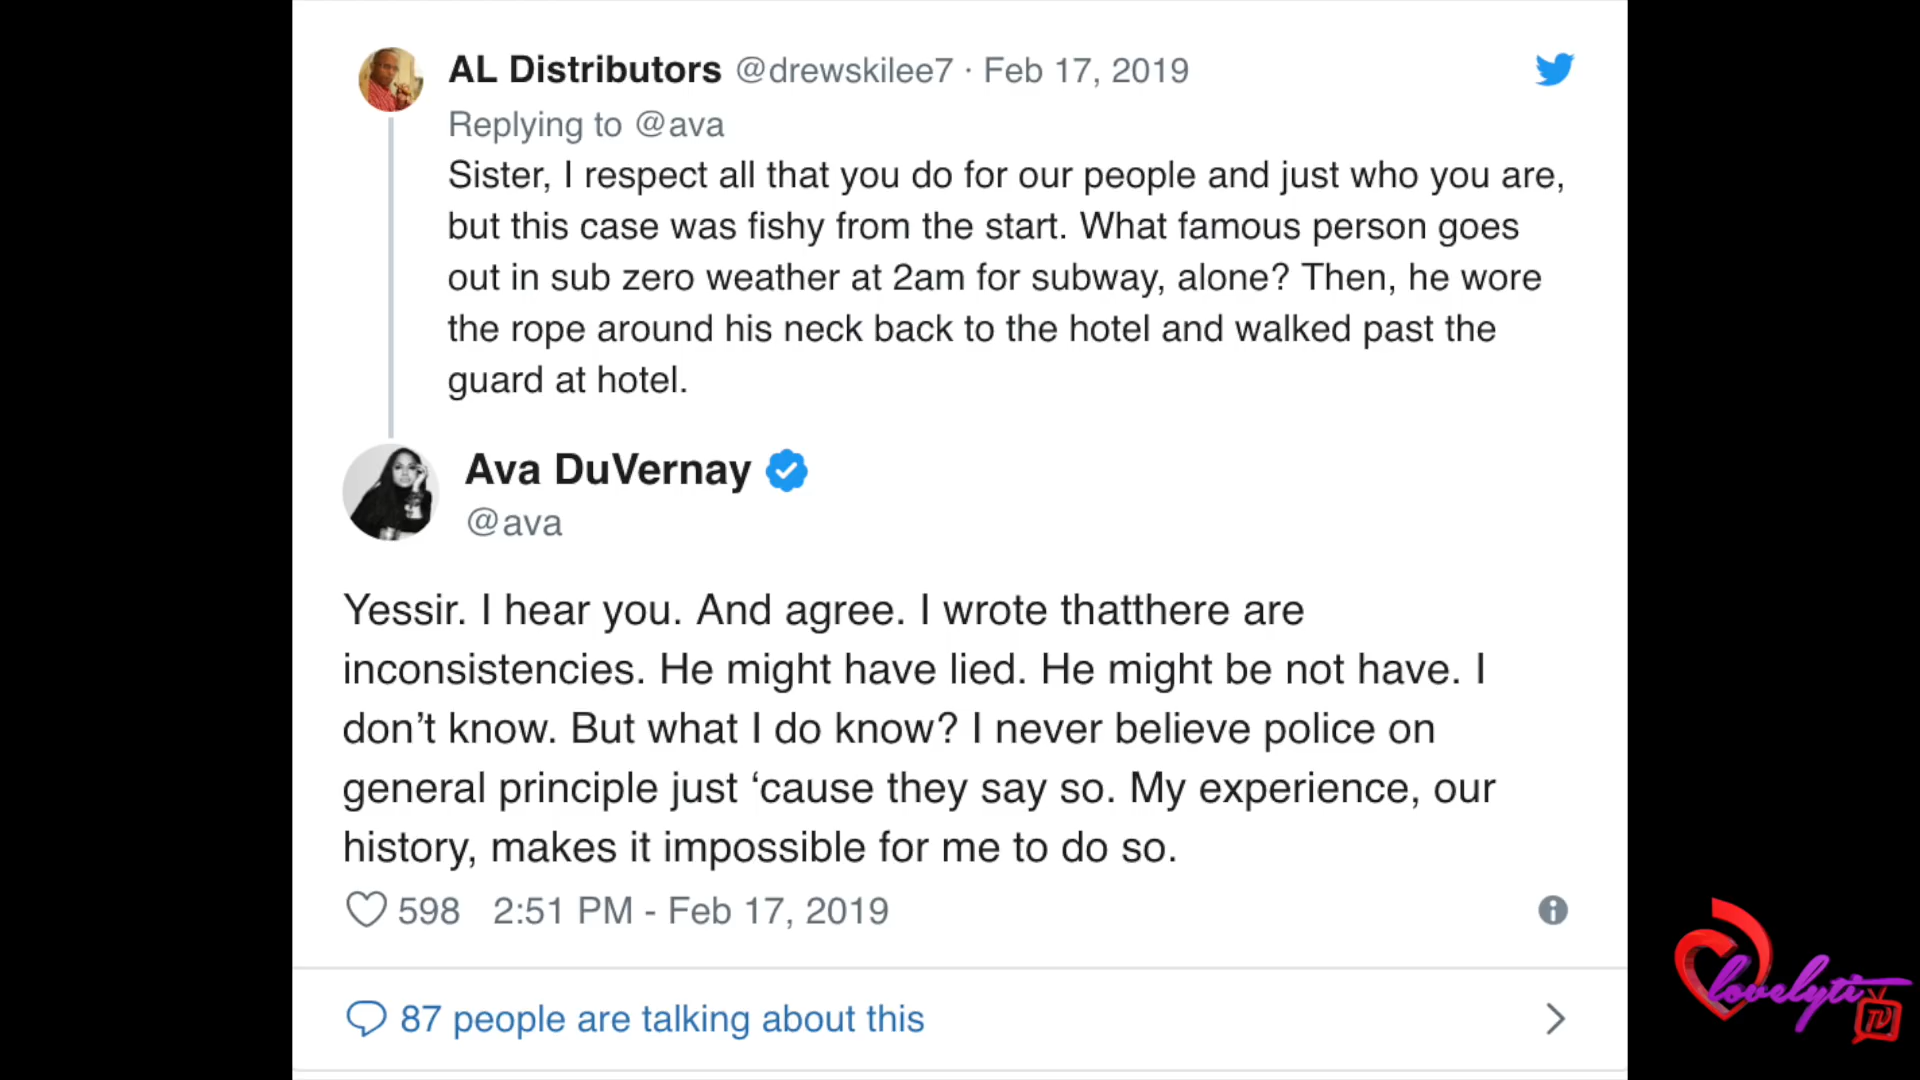 AL Distributors @drewskilee7 · Feb 17, 2019
Replying to @ava
Sister, I respect all that you do for our people and just who you are,
but this case was fishy from the start. What famous person goes
out in sub zero weather at 2am for subway, alone? Then, he wore
the rope around his neck back to the hotel and walked past the
guard at hotel.
Ava DuVernay
@ava
Yessir. I hear you. And agree. I wrote thatthere are
inconsistencies. He might have lied. He might be not have. I
don’t know. But what I do know? I never believe police on
general principle just ‘cause they say so. My experience, our
history, makes it impossible for me to do so.
598 2:51 PM - Feb 17, 2019
87 people are talking about this
lovelyti
TV